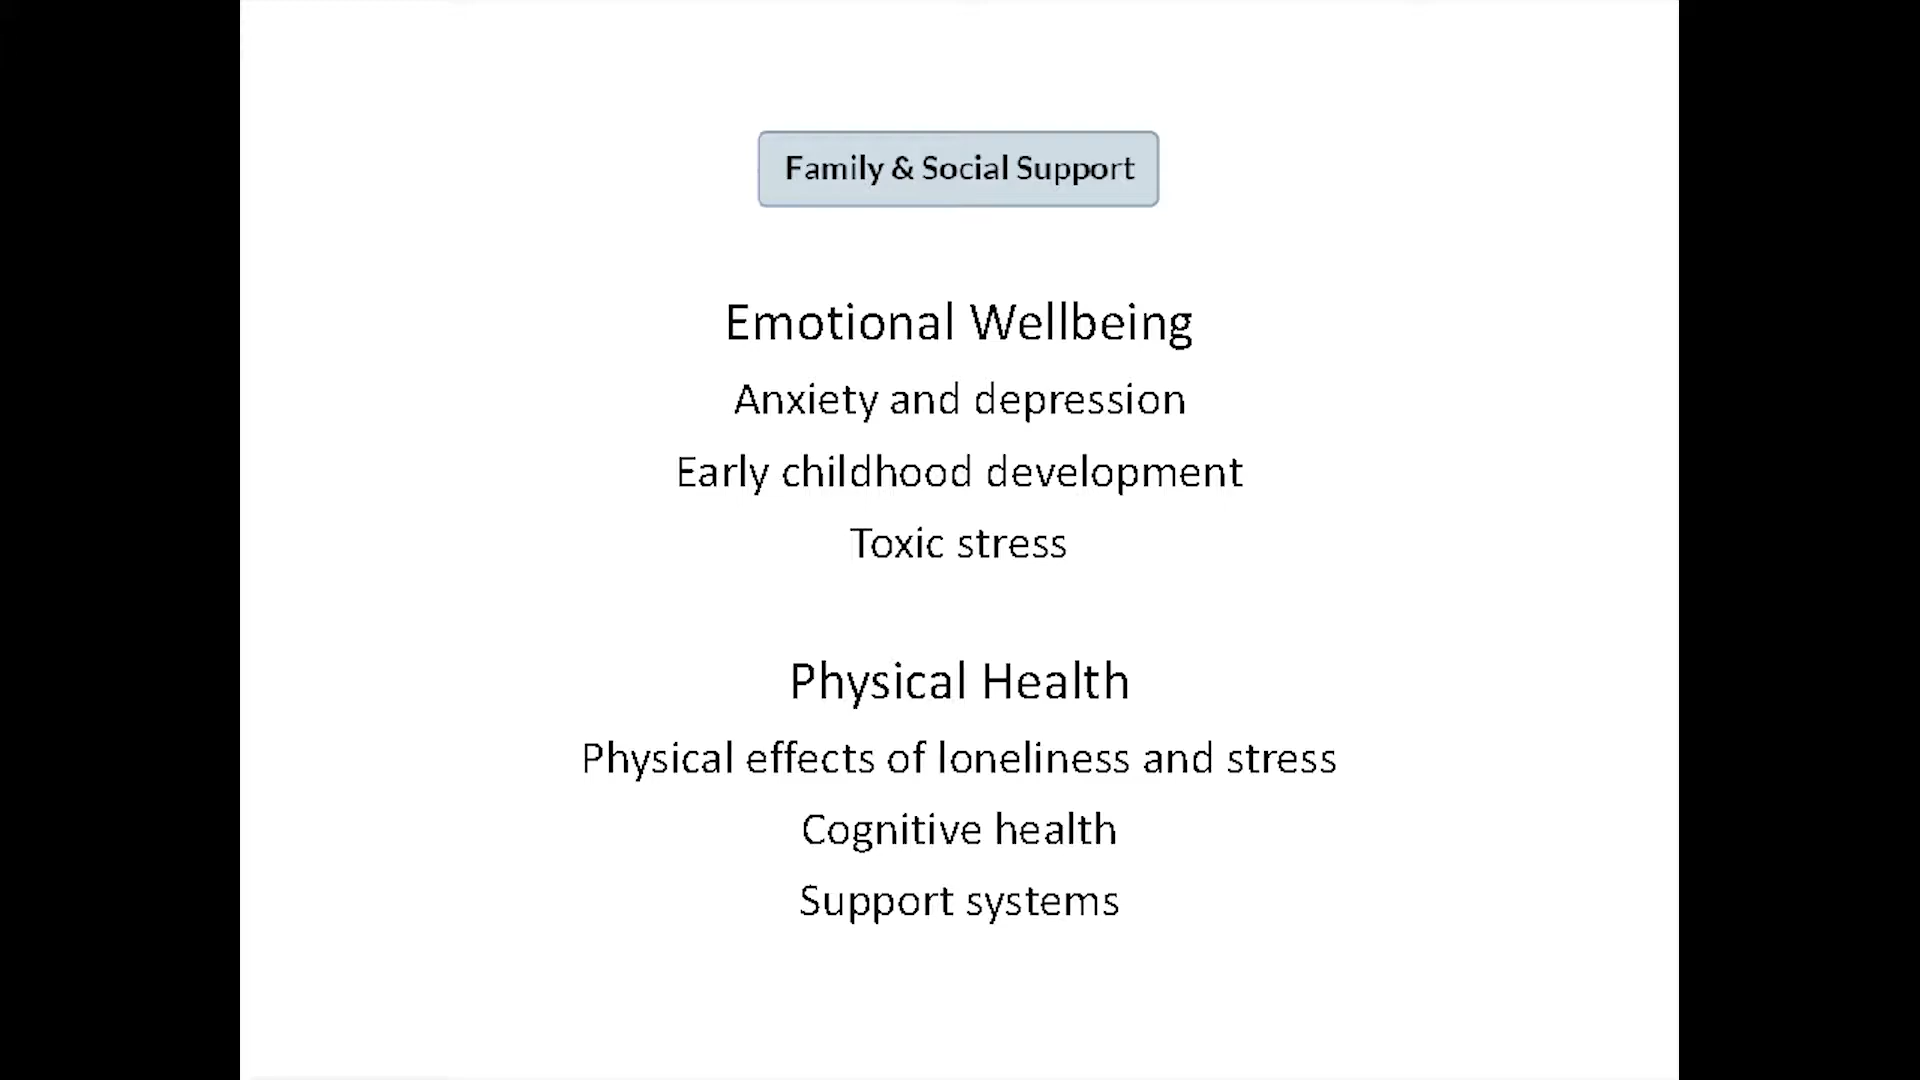 Family & Social Support
Emotional Wellbeing
Anxiety and depression
Early childhood development
Toxic stress
Physical Health
Physical effects of loneliness and stress
Cognitive health
Support systems